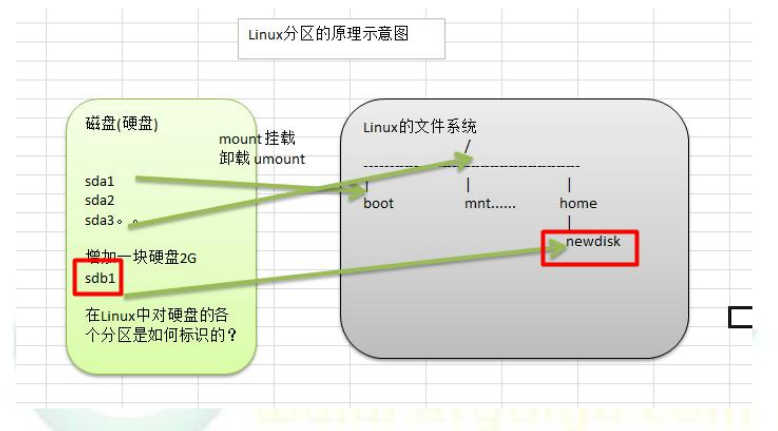 Linux分区的原理示意图
磁盘(硬盘)
mount 挂载
卸载 umount
sda1
sda2
sda3。。
增加一块硬盘2G
sdb1
在Linux中对硬盘的各
个分区是如何标识的？
Linux的文件系统
/
boot mnt...... home
newdisk